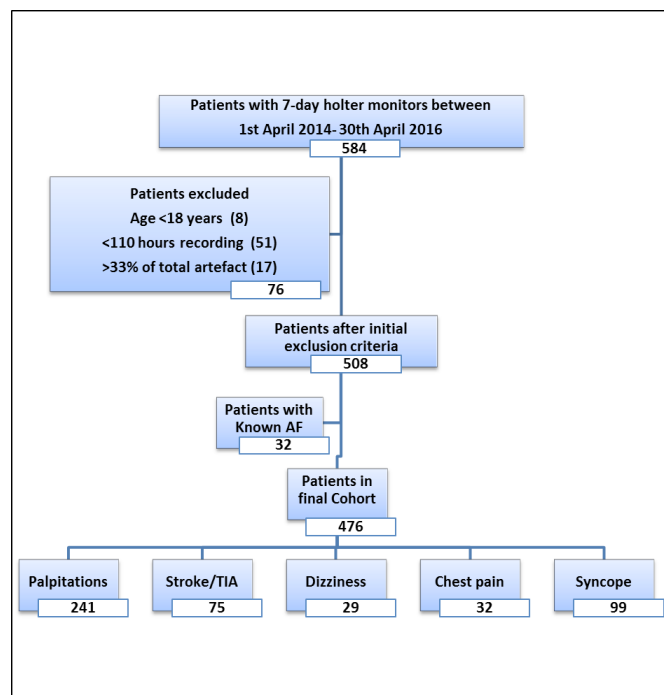 Patients with 7-day holter monitors between
1st April 2014- 30th April 2016
584
Patients excluded
Age <18 years (8)
<110 hours recording (51)
>33% of total artefact (17)
76
Patients after initial
exclusion criteria
508
Patients with
Known AF
32
Patients in
final Cohort
476
Palpitations
241
Stroke/TIA
75
Dizziness
29
Chest pain
32
Syncope
99